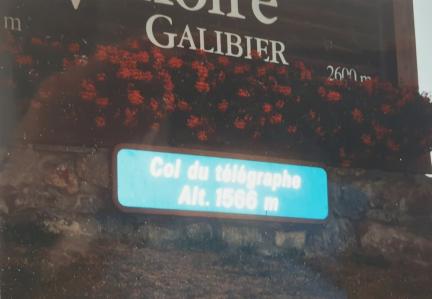 m
GALIBIER
2600 m
Col du télégraphe
Alt. 1566 m